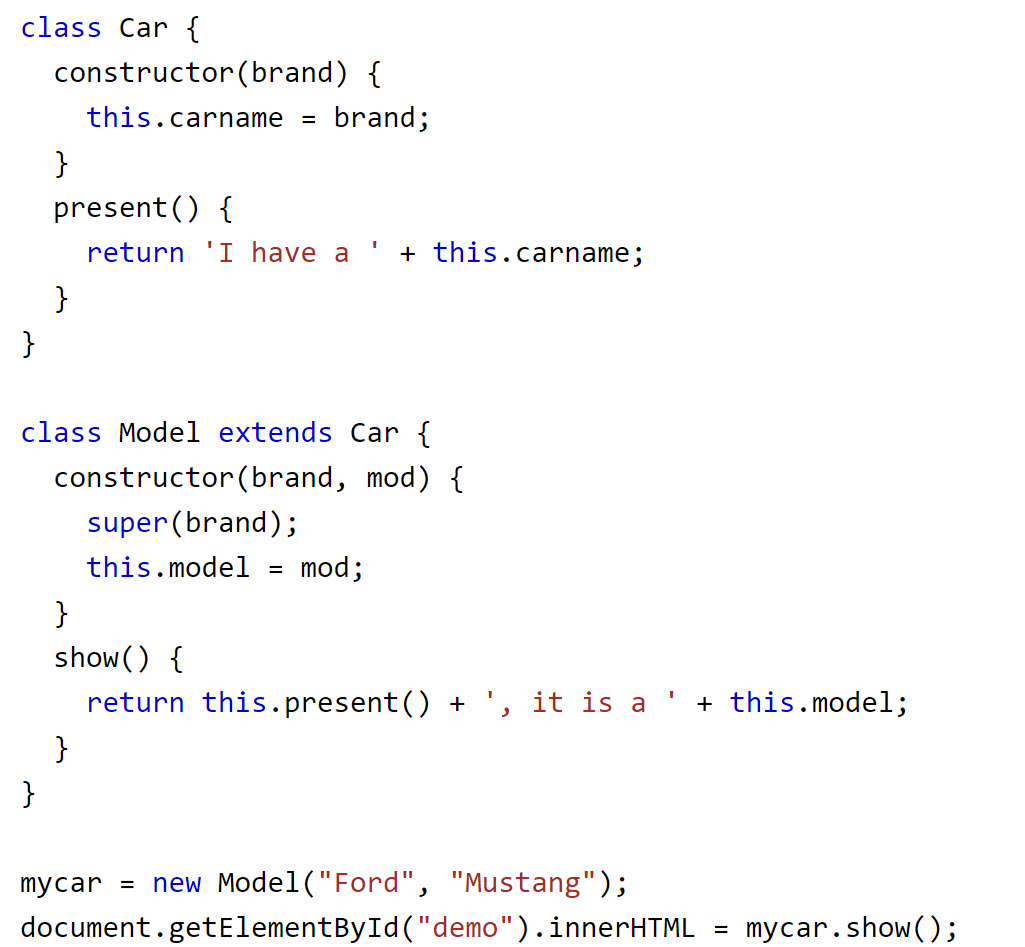 class Car {
  constructor(brand) {
    this.carname = brand;
  }
  present() {
    return 'I have a ' + this.carname;
  }
}

class Model extends Car {
  constructor(brand, mod) {
    super(brand);
    this.model = mod;
  }
  show() {
    return this.present() + ', it is a ' + this.model;
  }
}

mycar = new Model("Ford", "Mustang");
document.getElementById("demo").innerHTML = mycar.show();